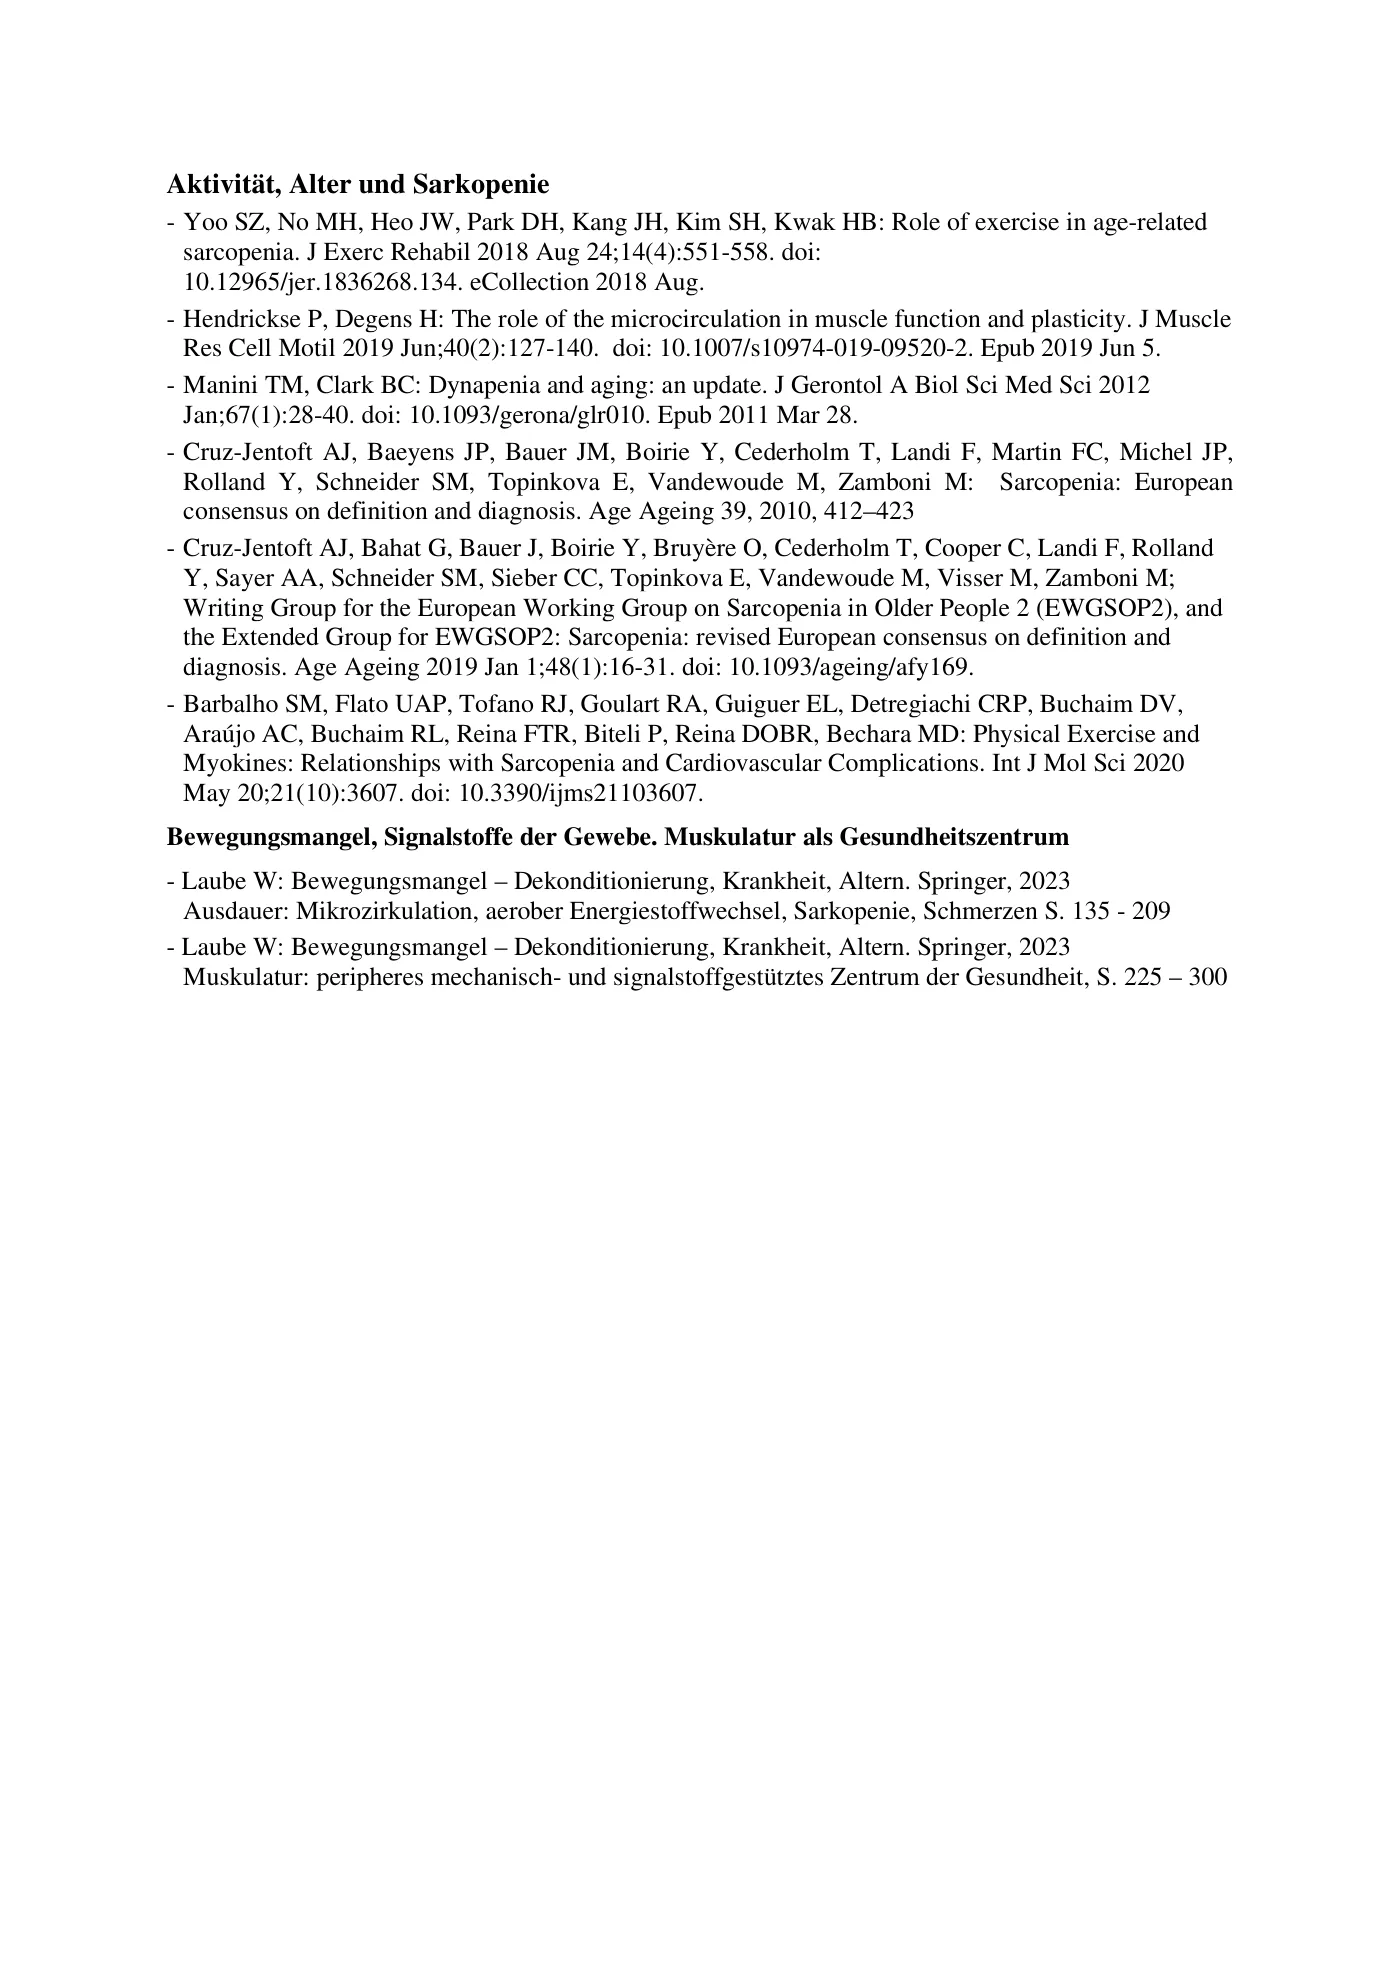 Aktivität, Alter und Sarkopenie
- Yoo SZ, No MH, Heo JW, Park DH, Kang JH, Kim SH, Kwak HB: Role of exercise in age-related
sarcopenia. J Exerc Rehabil 2018 Aug 24;14(4):551-558. doi:
10.12965/jer.1836268.134. eCollection 2018 Aug.
- Hendrickse P, Degens H: The role of the microcirculation in muscle function and plasticity. J Muscle
Res Cell Motil 2019 Jun;40(2):127-140.  doi: 10.1007/s10974-019-09520-2. Epub 2019 Jun 5.
- Manini TM, Clark BC: Dynapenia and aging: an update. J Gerontol A Biol Sci Med Sci 2012
Jan;67(1):28-40. doi: 10.1093/gerona/glr010. Epub 2011 Mar 28.
- Cruz-Jentoft AJ, Baeyens JP, Bauer JM, Boirie Y, Cederholm T, Landi F, Martin FC, Michel JP,
Rolland Y, Schneider SM, Topinkova E, Vandewoude M, Zamboni M:  Sarcopenia: European
consensus on definition and diagnosis. Age Ageing 39, 2010, 412–423
- Cruz-Jentoft AJ, Bahat G, Bauer J, Boirie Y, Bruyère O, Cederholm T, Cooper C, Landi F, Rolland
Y, Sayer AA, Schneider SM, Sieber CC, Topinkova E, Vandewoude M, Visser M, Zamboni M;
Writing Group for the European Working Group on Sarcopenia in Older People 2 (EWGSOP2), and
the Extended Group for EWGSOP2: Sarcopenia: revised European consensus on definition and
diagnosis. Age Ageing 2019 Jan 1;48(1):16-31. doi: 10.1093/ageing/afy169.
- Barbalho SM, Flato UAP, Tofano RJ, Goulart RA, Guiguer EL, Detregiachi CRP, Buchaim DV,
Araújo AC, Buchaim RL, Reina FTR, Biteli P, Reina DOBR, Bechara MD: Physical Exercise and
Myokines: Relationships with Sarcopenia and Cardiovascular Complications. Int J Mol Sci 2020
May 20;21(10):3607. doi: 10.3390/ijms21103607.
Bewegungsmangel, Signalstoffe der Gewebe. Muskulatur als Gesundheitszentrum
- Laube W: Bewegungsmangel – Dekonditionierung, Krankheit, Altern. Springer, 2023
Ausdauer: Mikrozirkulation, aerober Energiestoffwechsel, Sarkopenie, Schmerzen S. 135 - 209
- Laube W: Bewegungsmangel – Dekonditionierung, Krankheit, Altern. Springer, 2023
Muskulatur: peripheres mechanisch- und signalstoffgestütztes Zentrum der Gesundheit, S. 225 – 300